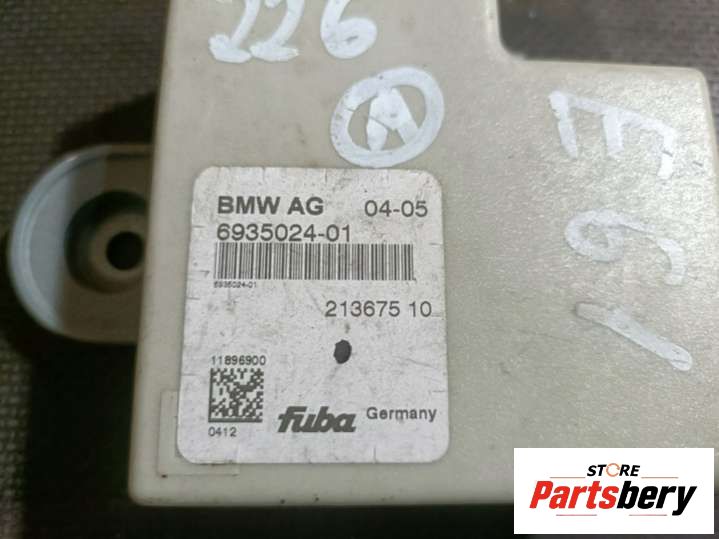 226
E61
BMW AG 04-05
6935024-01
6935024-01
213675 10
11896900
0412
fuba Germany
STORE
Partsbery